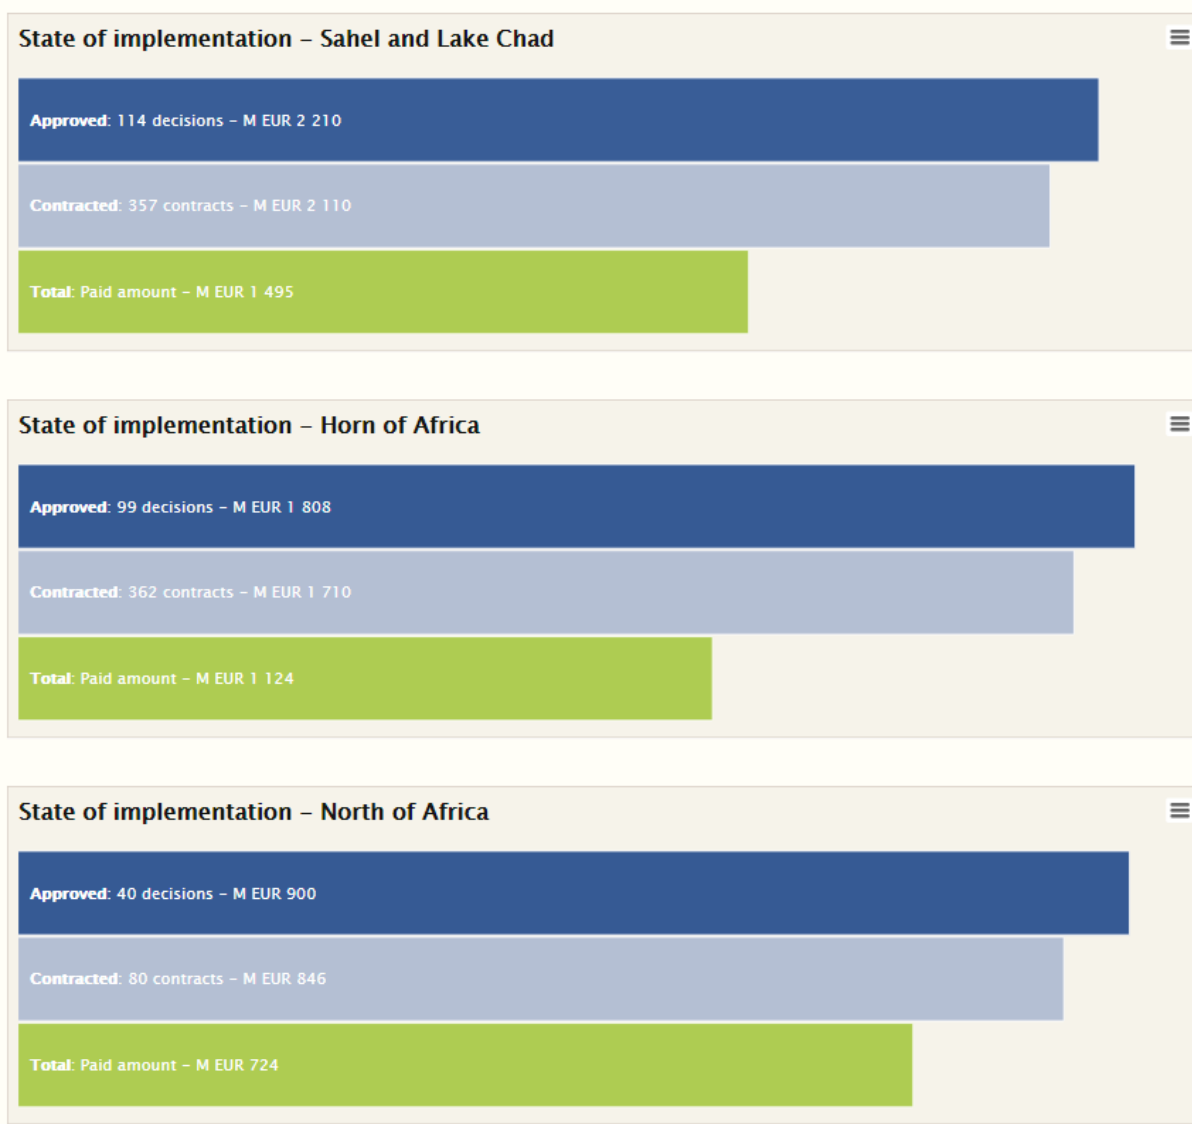 State of implementation – Sahel and Lake Chad
Approved: 114 decisions – M EUR 2 210
Contracted: 357 contracts – M EUR 2 110
Total: Paid amount – M EUR 1 495
State of implementation – Horn of Africa
Approved: 99 decisions – M EUR 1 808
Contracted: 362 contracts – M EUR 1 710
Total: Paid amount – M EUR 1 124
State of implementation – North of Africa
Approved: 40 decisions – M EUR 900
Contracted: 80 contracts – M EUR 846
Total: Paid amount – M EUR 724